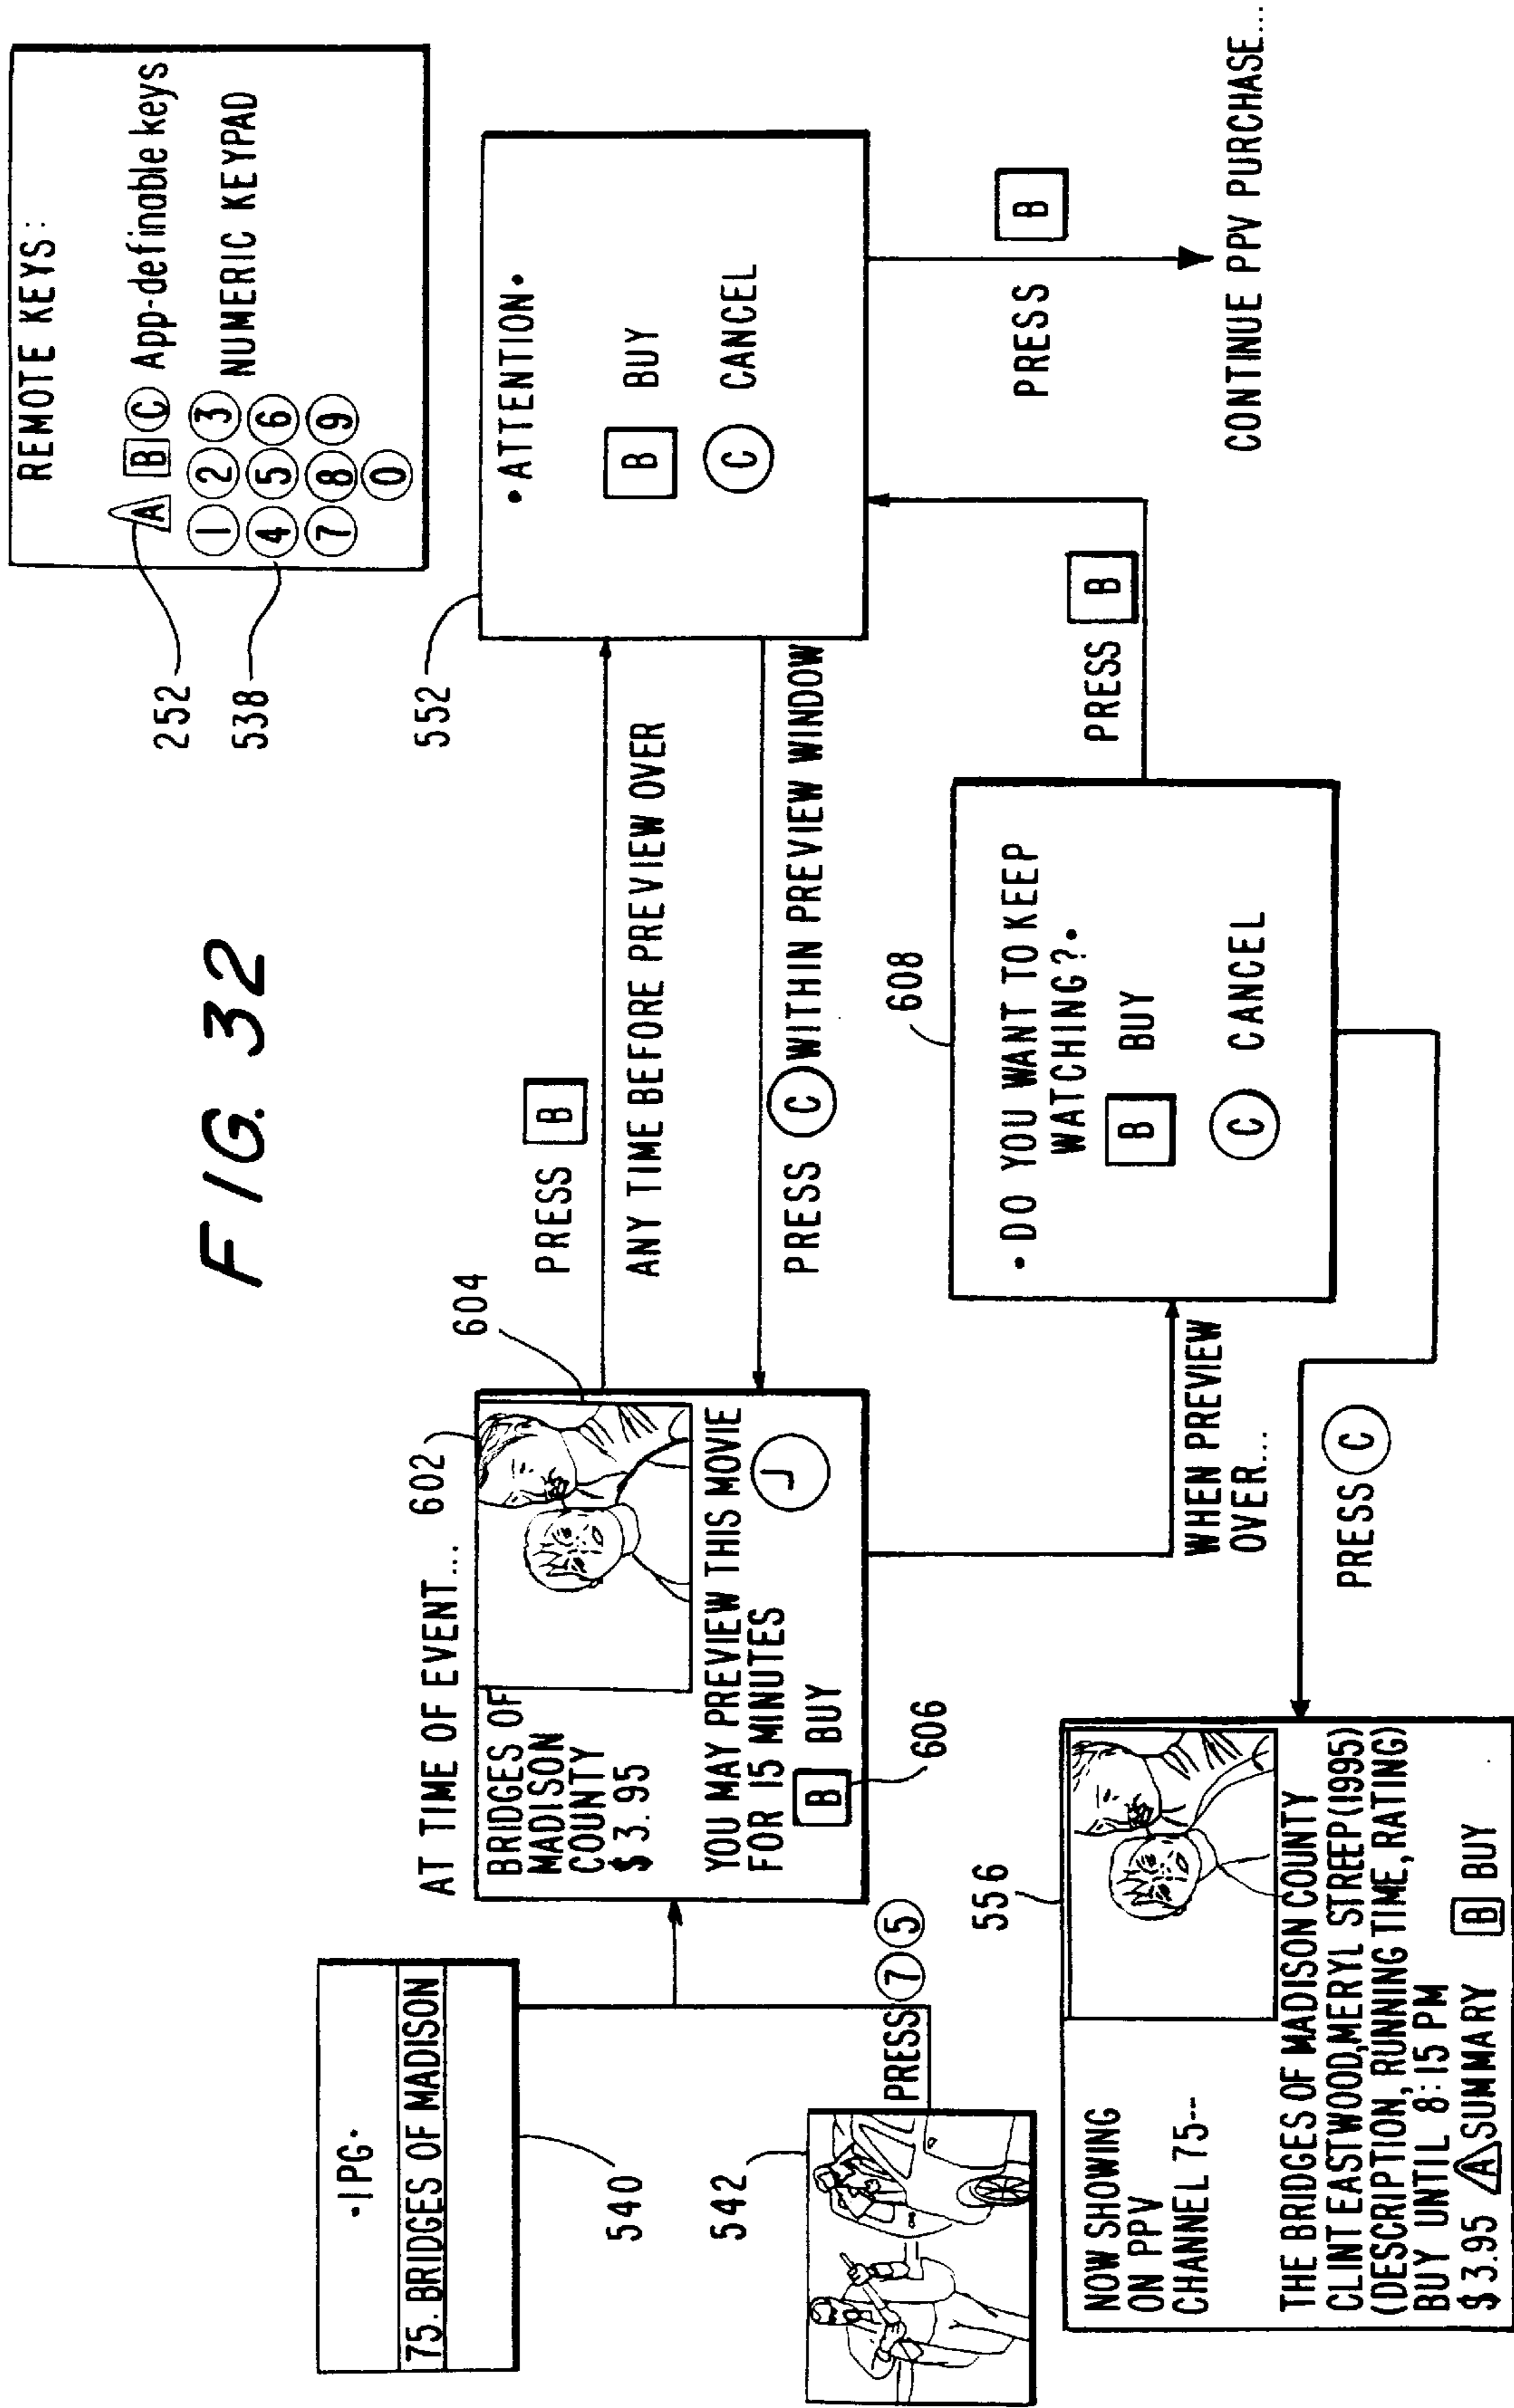 FIG. 32
REMOTE KEYS:
A B C App-definable keys
1 2 3 NUMERIC KEYPAD
4 5 6
7 8 9
0
252
538
•IPG•
75. BRIDGES OF MADISON
540
542
PRESS 7 5
AT TIME OF EVENT...
602
604
BRIDGES OF
MADISON
COUNTY
$ 3.95
YOU MAY PREVIEW THIS MOVIE
FOR 15 MINUTES
B BUY
606
PRESS B
ANY TIME BEFORE PREVIEW OVER
PRESS C WITHIN PREVIEW WINDOW
552
•ATTENTION•
B BUY
C CANCEL
PRESS B
CONTINUE PPV PURCHASE...
WHEN PREVIEW
OVER...
608
• DO YOU WANT TO KEEP
WATCHING?•
B BUY
C CANCEL
PRESS B
PRESS C
556
NOW SHOWING
ON PPV
CHANNEL 75--
THE BRIDGES OF MADISON COUNTY
CLINT EASTWOOD,MERYL STREEP(1995)
(DESCRIPTION, RUNNING TIME, RATING)
BUY UNTIL 8:15 PM
$3.95 A SUMMARY B BUY